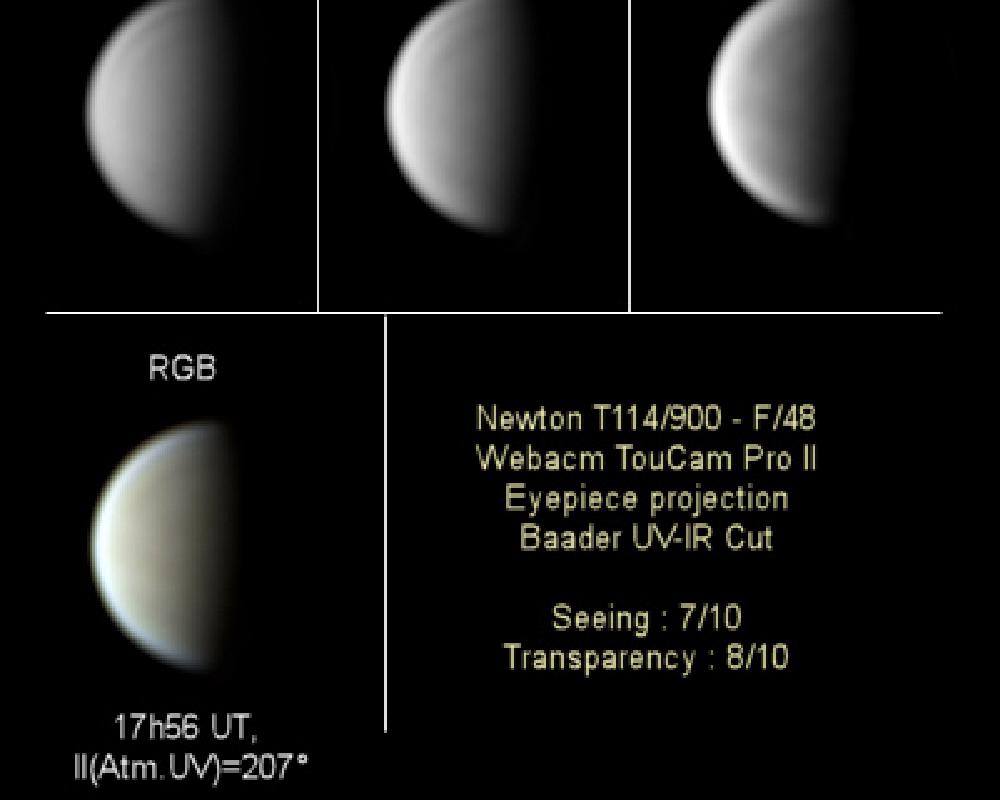 RGB
Newton T114/900 - F/48
Webacm TouCam Pro II
Eyepiece projection
Baader UV-IR Cut
Seeing : 7/10
Transparency : 8/10
17h56 UT,
II(Atm.UV)=207°